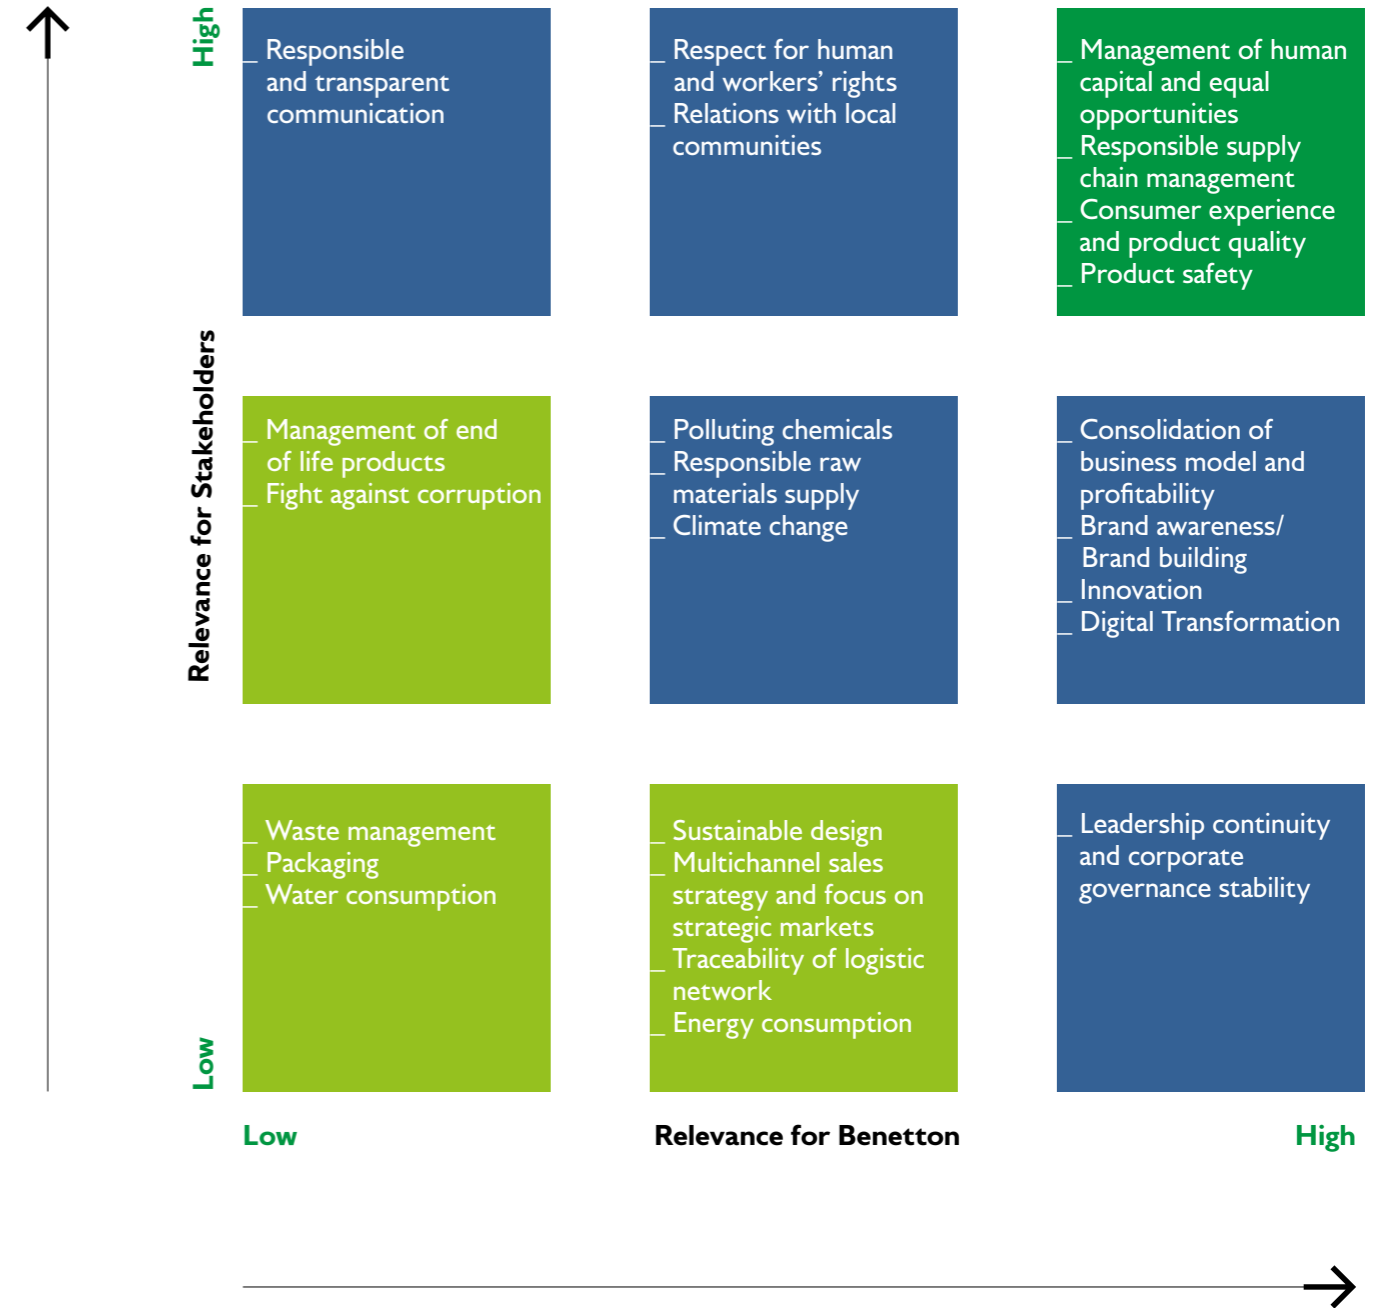 High
_ Responsible
and transparent
communication
_ Respect for human
and workers’ rights
_ Relations with local
communities
_ Management of human
capital and equal
opportunities
_ Responsible supply
chain management
_ Consumer experience
and product quality
_ Product safety
Relevance for Stakeholders
_ Management of end
of life products
_ Fight against corruption
_ Polluting chemicals
_ Responsible raw
materials supply
_ Climate change
_ Consolidation of
business model and
profitability
_ Brand awareness/
Brand building
_ Innovation
_ Digital Transformation
_ Waste management
_ Packaging
_ Water consumption
_ Sustainable design
_ Multichannel sales
strategy and focus on
strategic markets
_ Traceability of logistic
network
_ Energy consumption
_ Leadership continuity
and corporate
governance stability
Low
Low
Relevance for Benetton
High